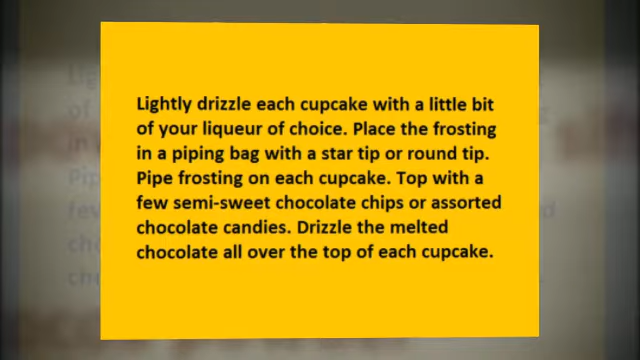 Lightly drizzle each cupcake with a little bit
of your liqueur of choice. Place the frosting
in a piping bag with a star tip or round tip.
Pipe frosting on each cupcake. Top with a
few semi-sweet chocolate chips or assorted
chocolate candies. Drizzle the melted
chocolate all over the top of each cupcake.